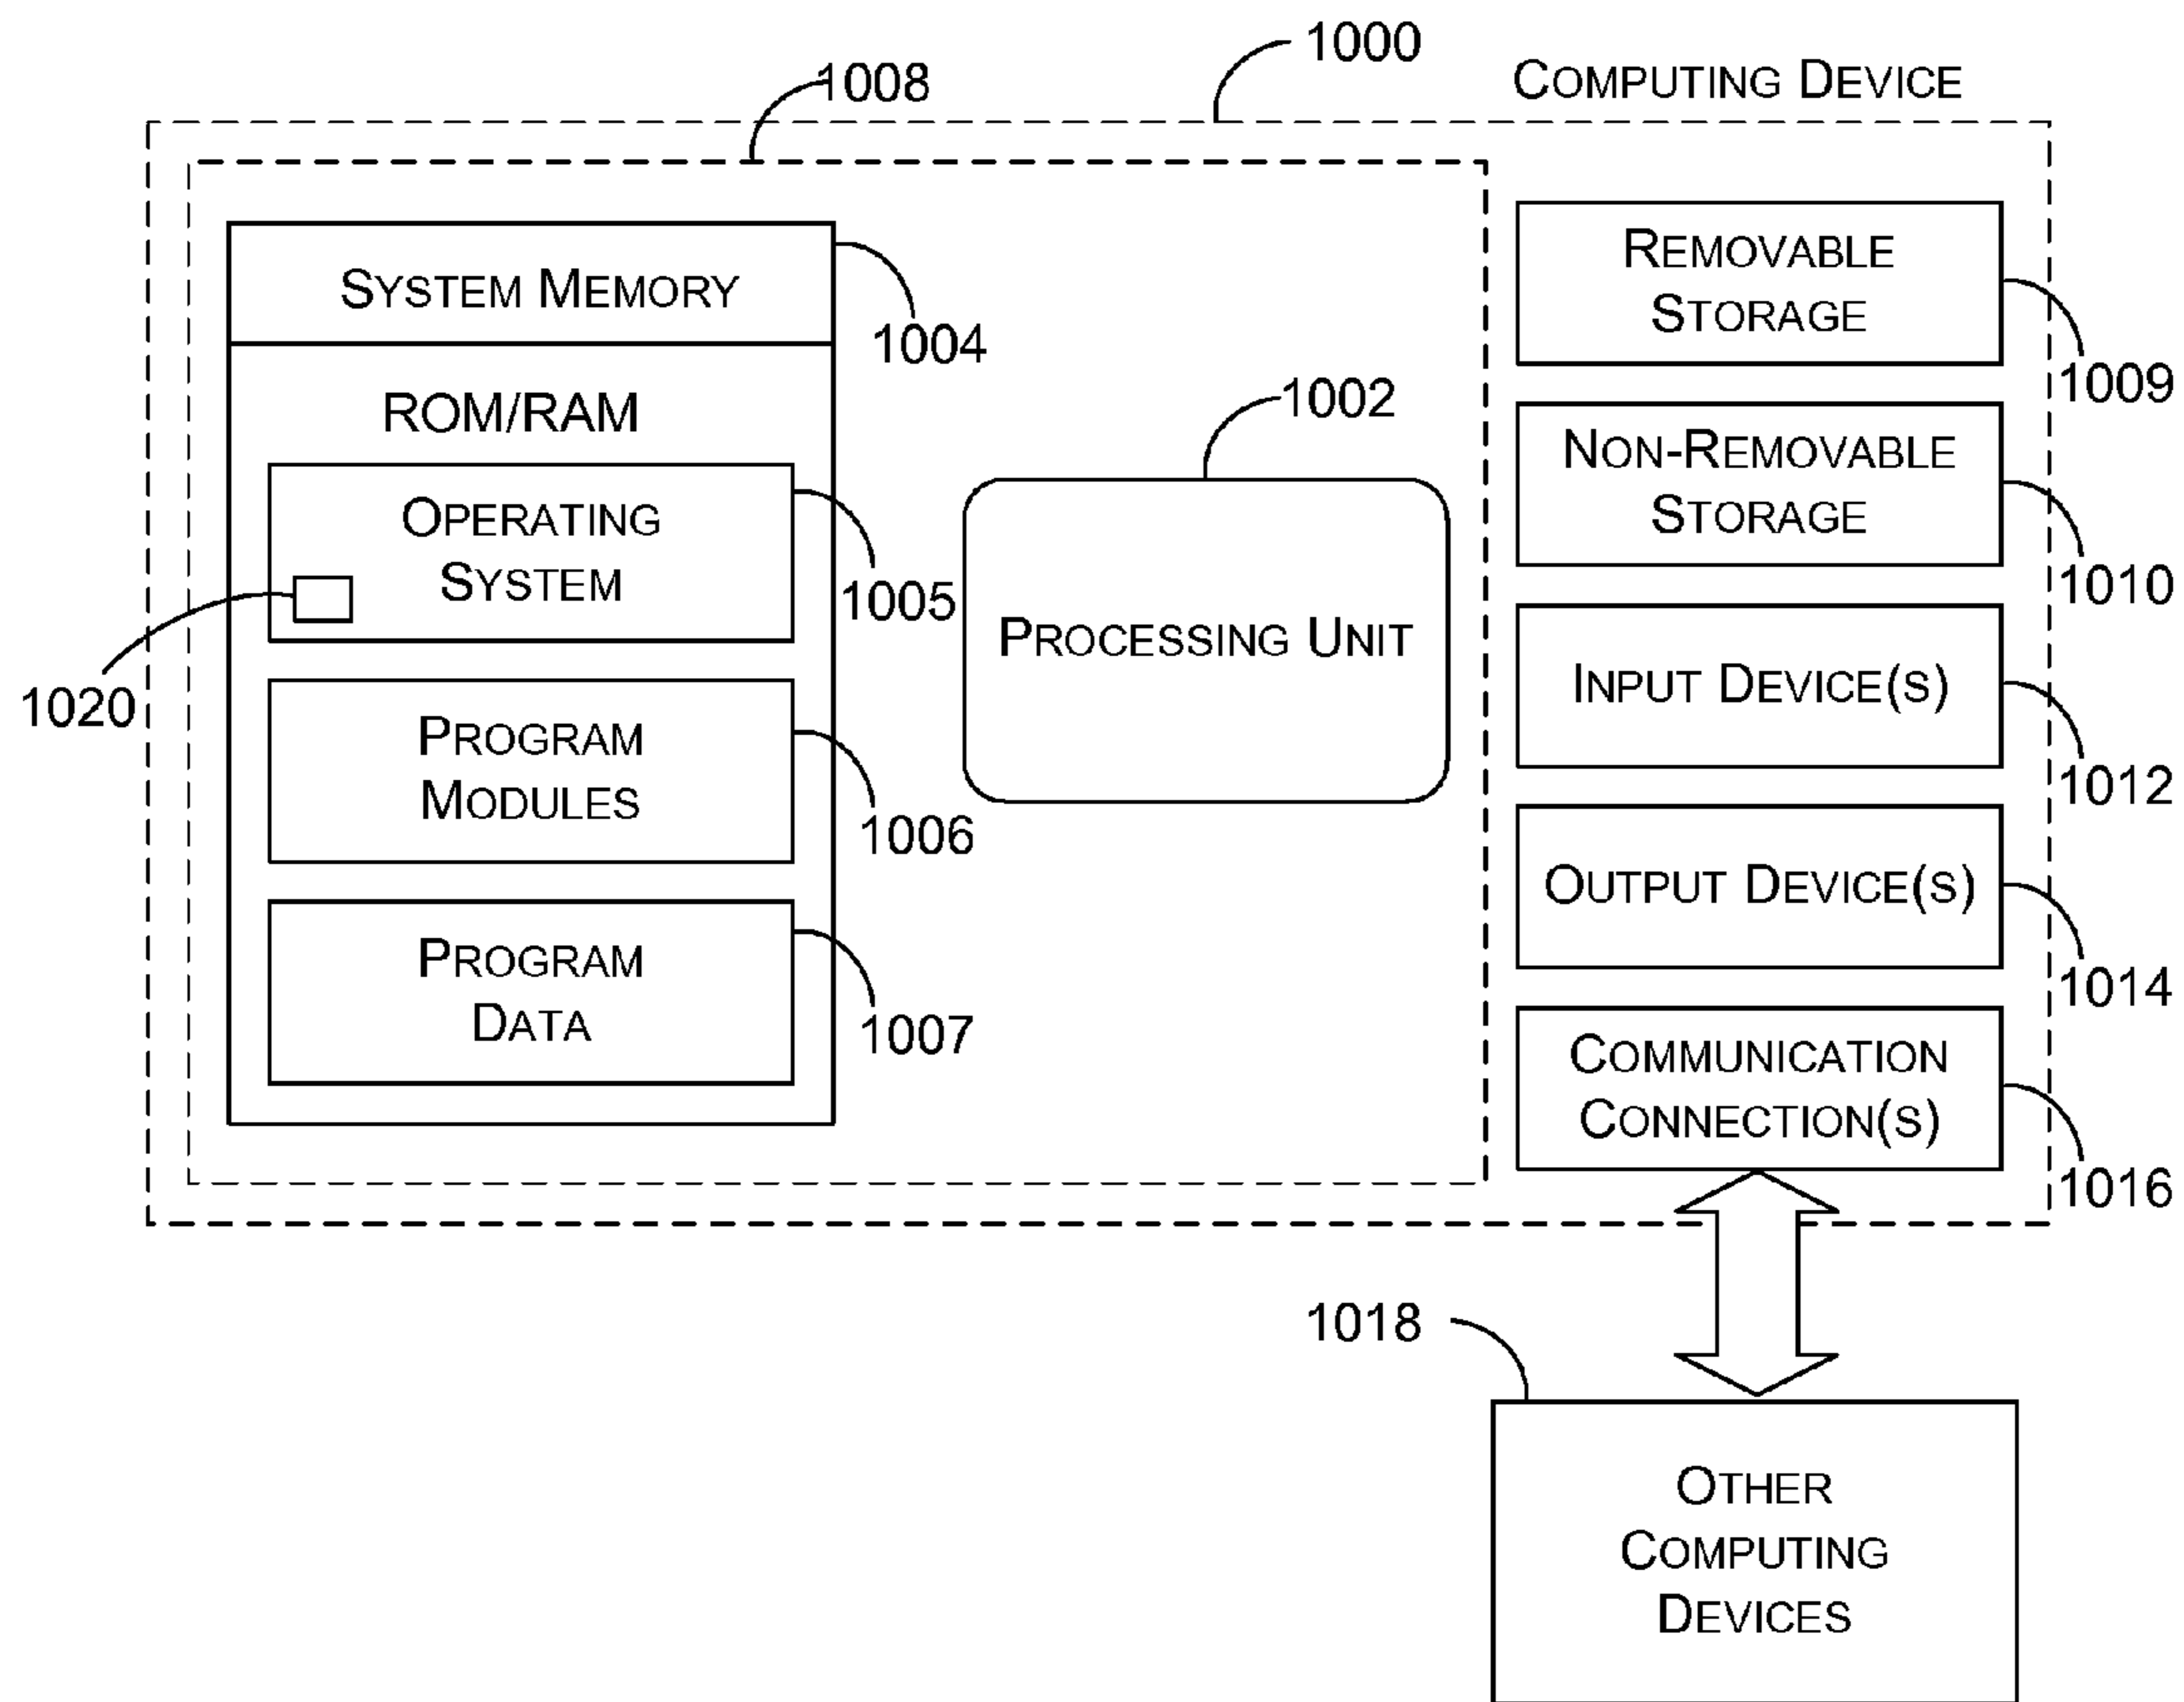 1000
COMPUTING DEVICE
1008
SYSTEM MEMORY
1004
ROM/RAM
OPERATING
SYSTEM
1005
1020
PROGRAM
MODULES
1006
PROGRAM
DATA
1007
1002
PROCESSING UNIT
REMOVABLE
STORAGE
1009
NON-REMOVABLE
STORAGE
1010
INPUT DEVICE(S)
1012
OUTPUT DEVICE(S)
1014
COMMUNICATION
CONNECTION(S)
1016
1018
OTHER
COMPUTING
DEVICES